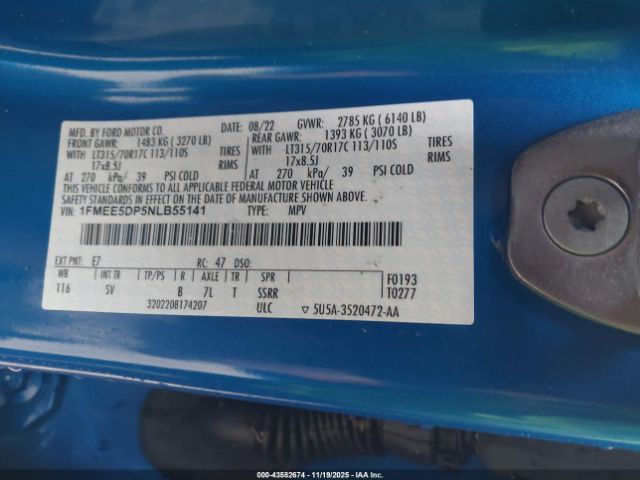 MFD. BY FORD MOTOR CO. DATE: 08/22 GVWR: 2785 KG ( 6140 LB)
FRONT GAWR: 1483 KG ( 3270 LB) REAR GAWR: 1393 KG ( 3070 LB)
WITH LT315/70R17C 113/110S TIRES WITH LT315/70R17C 113/110S TIRES
17x8.5J RIMS 17x8.5J RIMS
AT 270 kPa/ 39 PSI COLD AT 270 kPa/ 39 PSI COLD
THIS VEHICLE CONFORMS TO ALL APPLICABLE FEDERAL MOTOR VEHICLE
SAFETY STANDARDS IN EFFECT ON THE DATE OF MANUFACTURE SHOWN ABOVE.
VIN: 1FMEE5DP5NLB55141 TYPE: MPV
EXT PNT: E7 RC: 47 DSO:
WB INT TR TP/PS R AXLE TR SPR F0193
116 SV B 7L T SSRR T0277
3202208174207 ULC ▽ 5U5A-3520472-AA
000-43582674 - 11/19/2025 - IAA Inc.